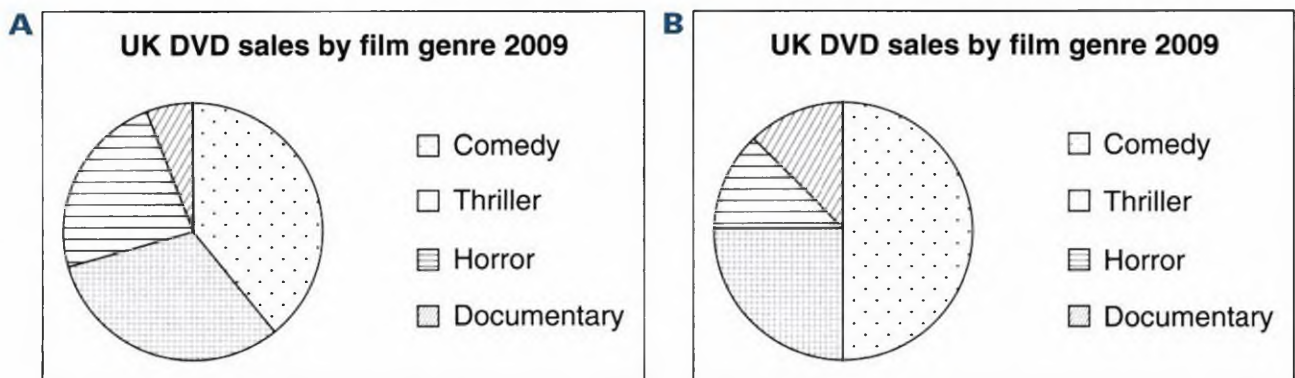 A
UK DVD sales by film genre 2009
Comedy
Thriller
Horror
Documentary
B
UK DVD sales by film genre 2009
Comedy
Thriller
Horror
Documentary